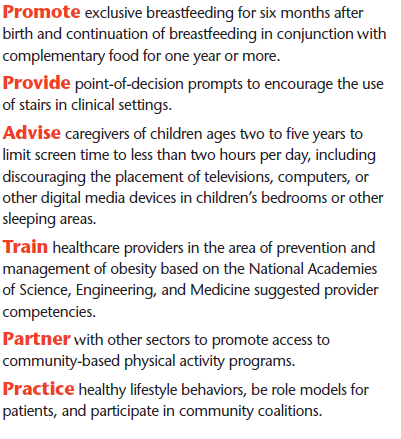 Promote exclusive breastfeeding for six months after
birth and continuation of breastfeeding in conjunction with
complementary food for one year or more.
Provide point-of-decision prompts to encourage the use
of stairs in clinical settings.
Advise caregivers of children ages two to five years to
limit screen time to less than two hours per day, including
discouraging the placement of televisions, computers, or
other digital media devices in children's bedrooms or other
sleeping areas.
Train healthcare providers in the area of prevention and
management of obesity based on the National Academies
of Science, Engineering, and Medicine suggested provider
competencies.
Partner with other sectors to promote access to
community-based physical activity programs.
Practice healthy lifestyle behaviors, be role models for
patients, and participate in community coalitions.